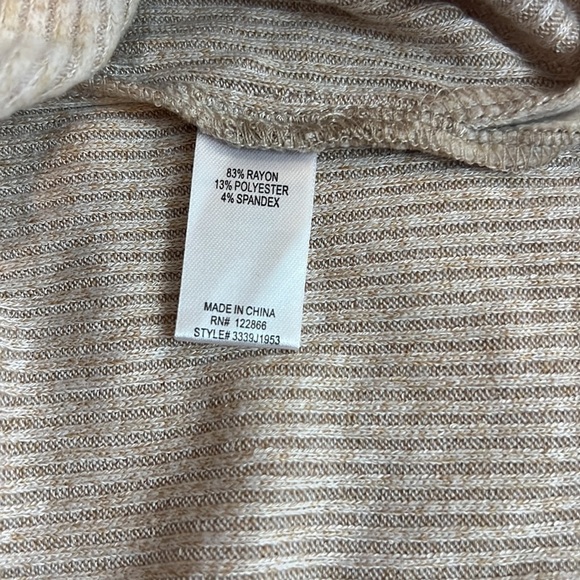 83% RAYON
13% POLYESTER
4% SPANDEX
MADE IN CHINA
RN# 122866
STYLE# 3339J1953